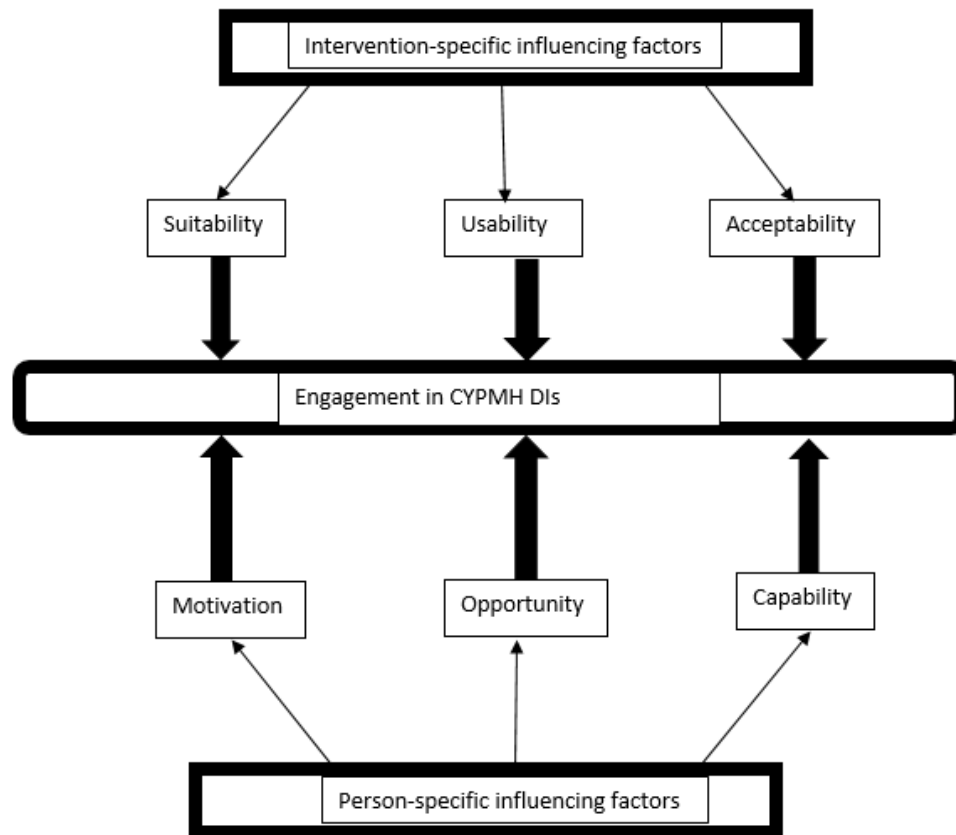 Intervention-specific influencing factors
Suitability
Usability
Acceptability
Engagement in CYPMH DIs
Motivation
Opportunity
Capability
Person-specific influencing factors